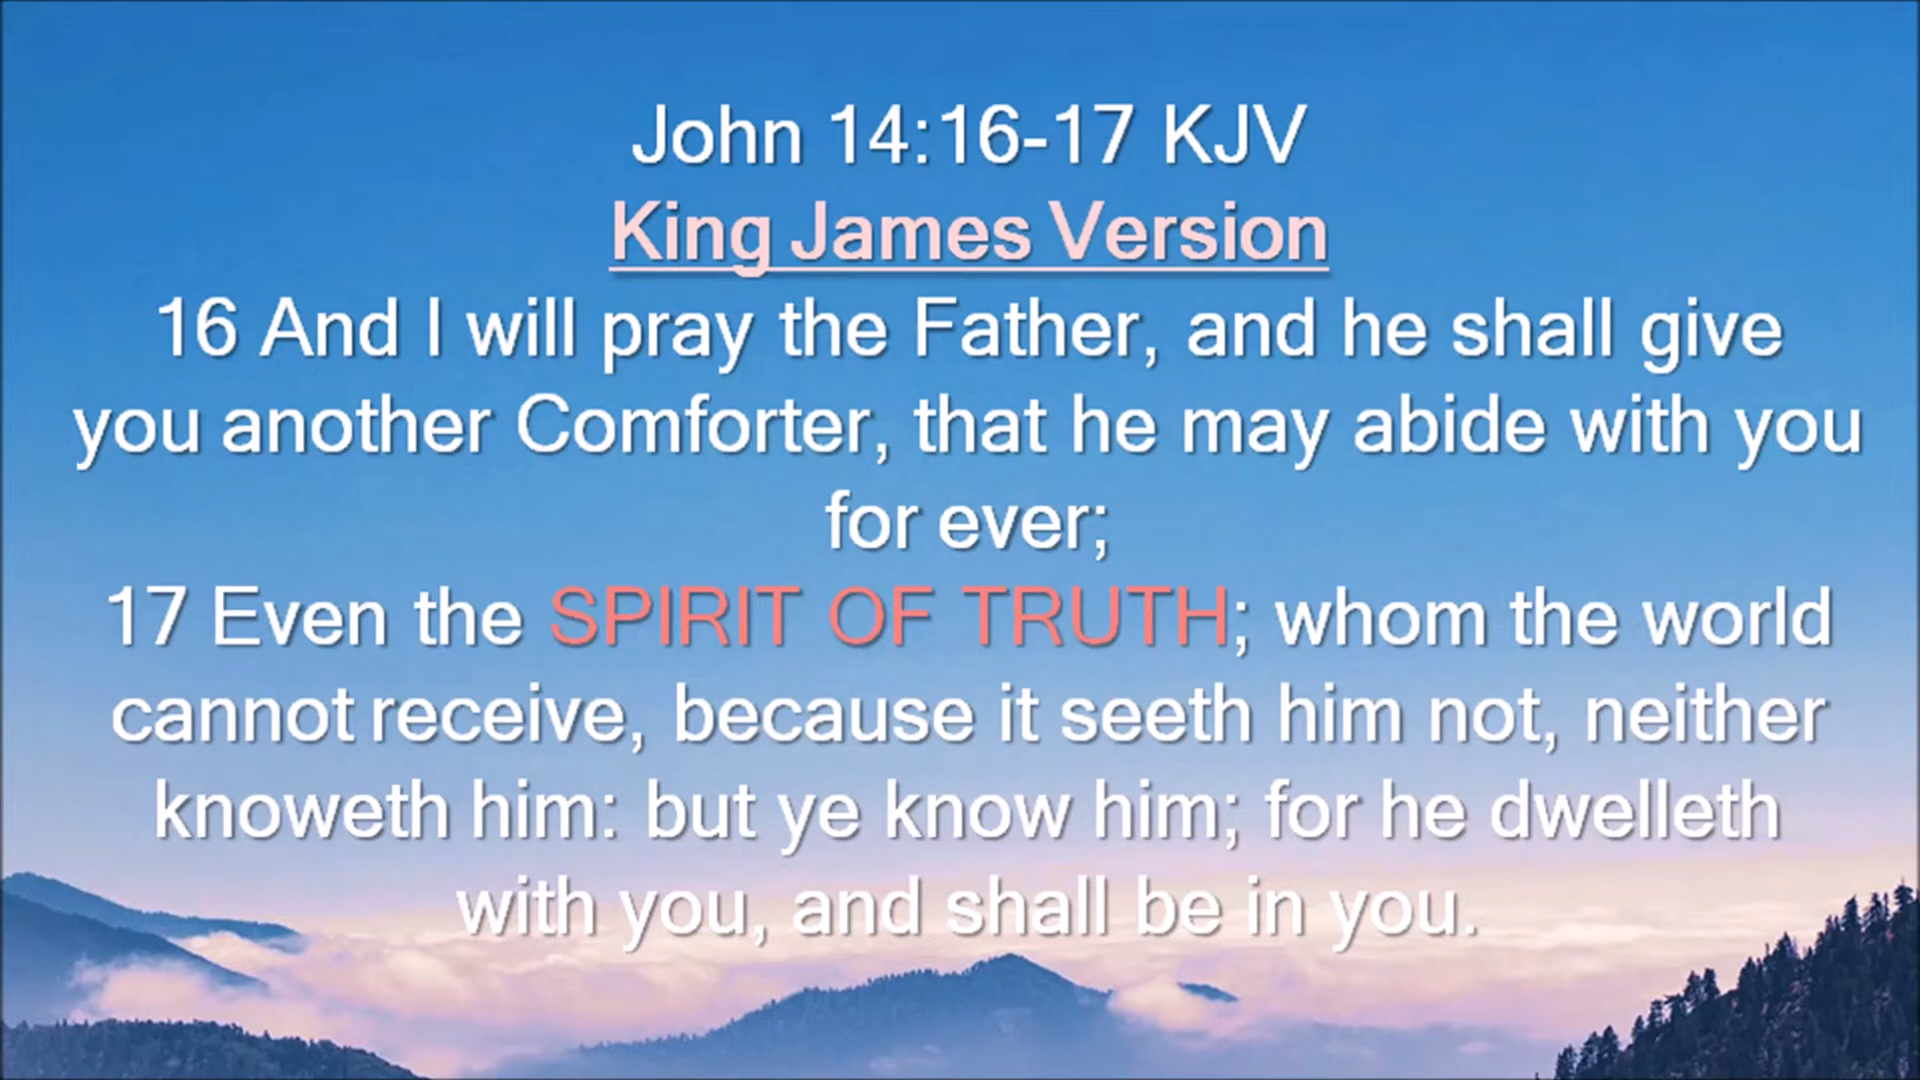 John 14:16-17 KJV
King James Version
16 And I will pray the Father, and he shall give
you another Comforter, that he may abide with you
for ever;
17 Even the SPIRIT OF TRUTH; whom the world
cannot receive, because it seeth him not, neither
knoweth him: but ye know him; for he dwelleth
with you, and shall be in you.